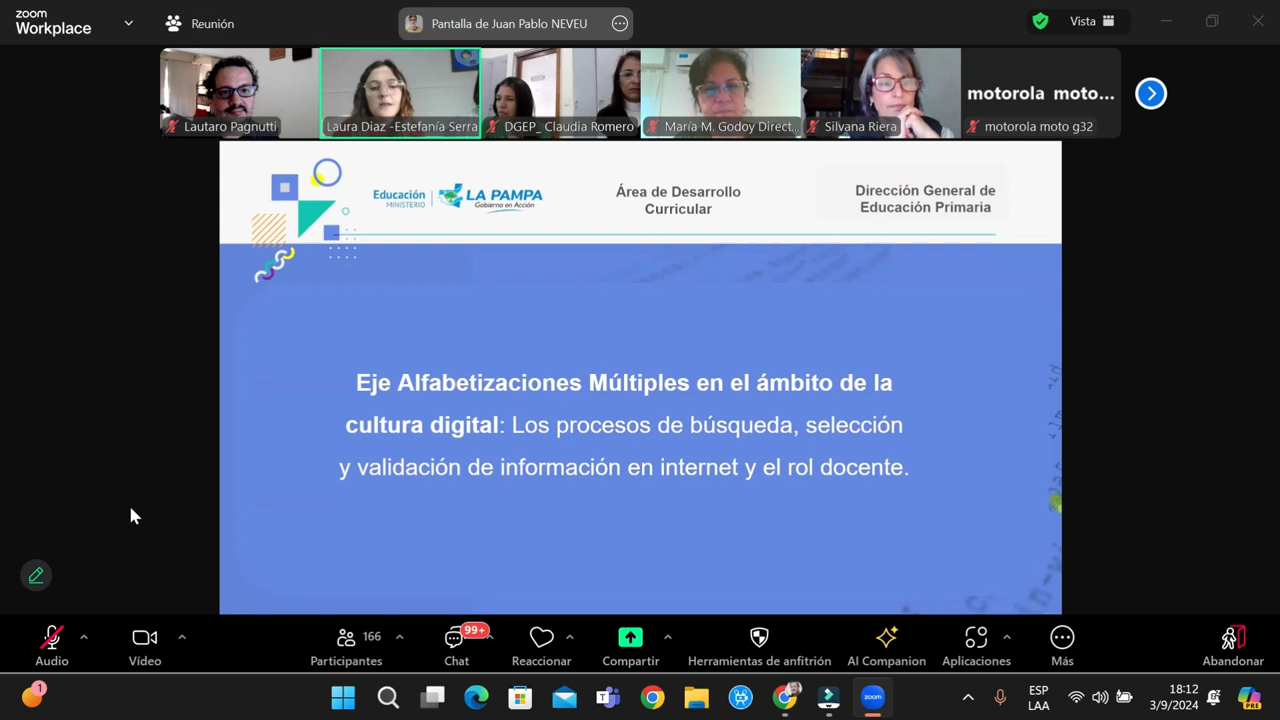 zoom
Workplace
Reunión
Pantalla de Juan Pablo NEVEU
Vista
Lautaro Pagnutti
Laura Diaz -Estefanía Serra
DGEP_ Claudia Romero
María M. Godoy Direct...
Silvana Riera
motorola moto...
motorola moto g32
Educación
MINISTERIO
LA PAMPA
Gobierno en Acción
Área de Desarrollo
Curricular
Dirección General de
Educación Primaria
Eje Alfabetizaciones Múltiples en el ámbito de la
cultura digital: Los procesos de búsqueda, selección
y validación de información en internet y el rol docente.
Audio
Vídeo
166
Participantes
99+
Chat
Reaccionar
Compartir
Herramientas de anfitrión
AI Companion
Aplicaciones
Más
Abandonar
1
zoom
ESP
LAA
18:12
3/9/2024
PRE